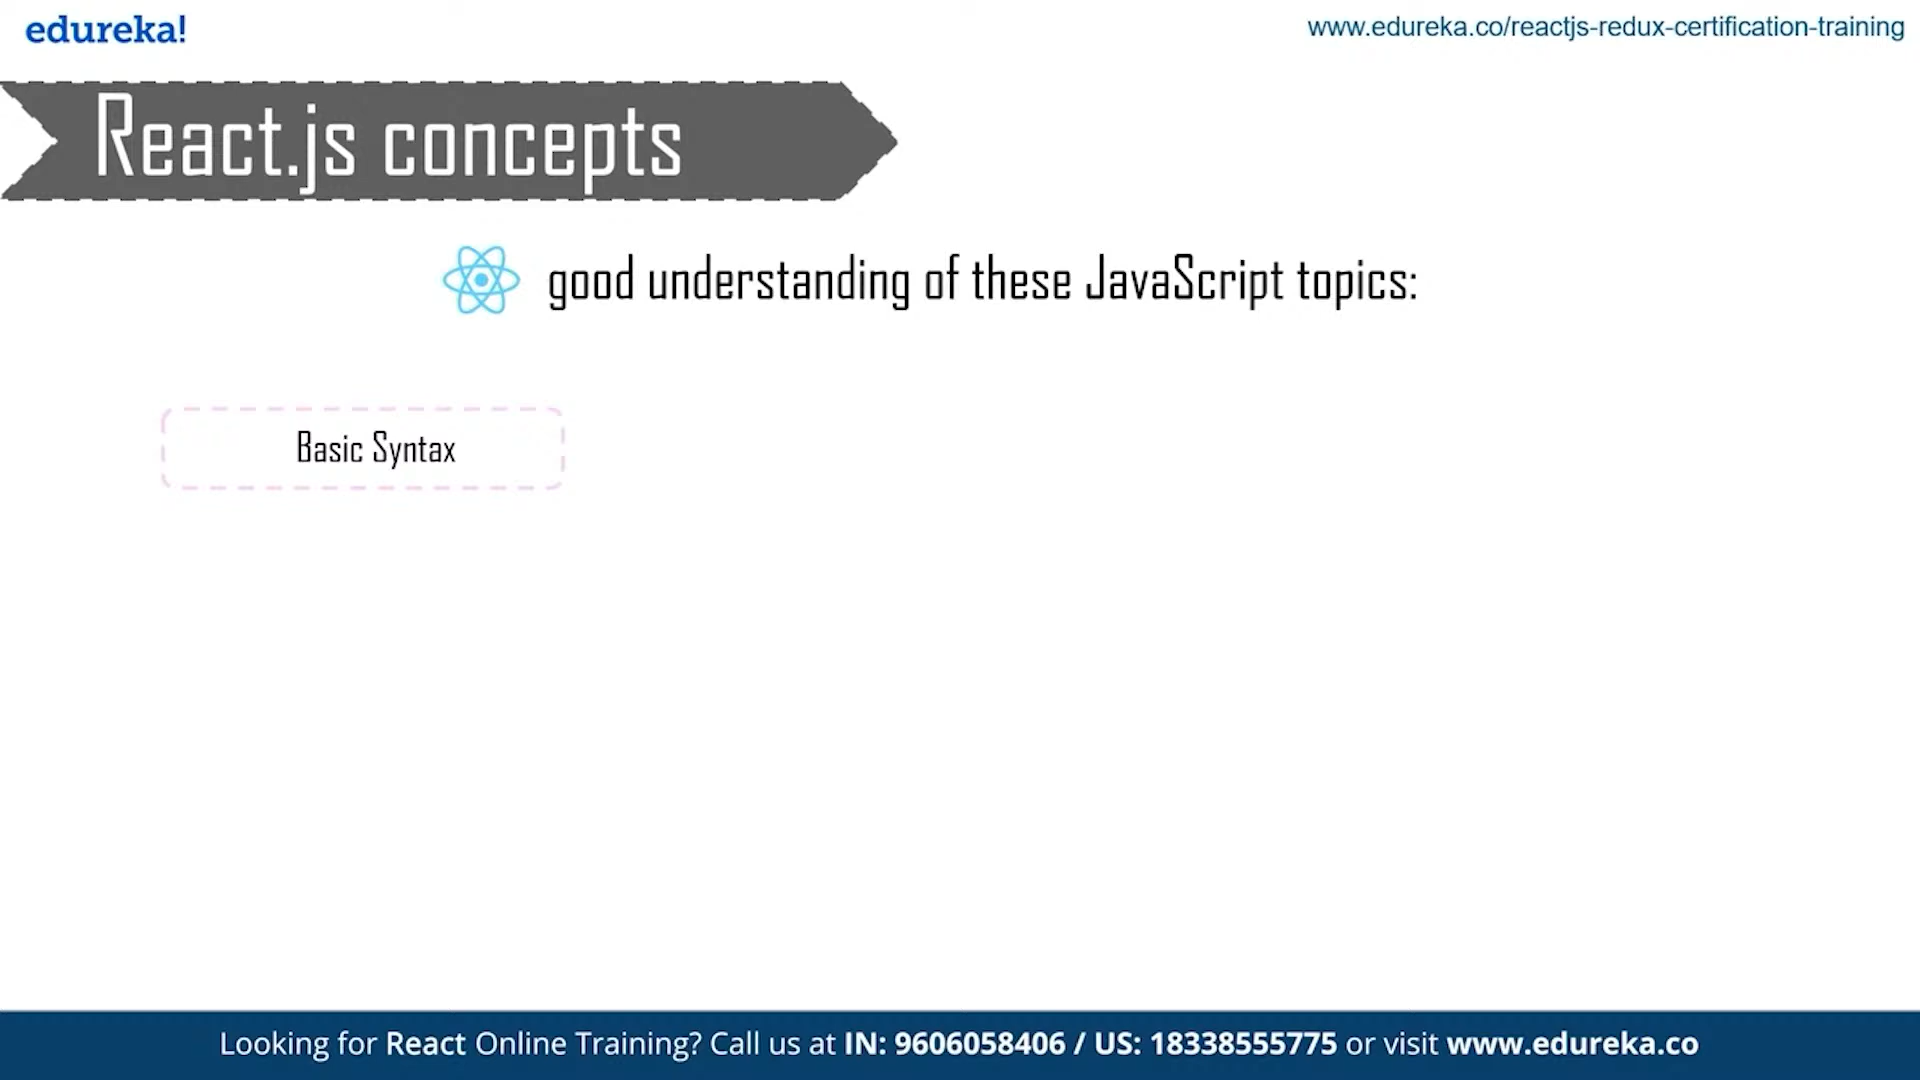 edureka!
www.edureka.co/reactjs-redux-certification-training
React.js concepts
good understanding of these JavaScript topics:
Basic Syntax
Looking for React Online Training? Call us at IN: 9606058406 / US: 18338555775 or visit www.edureka.co